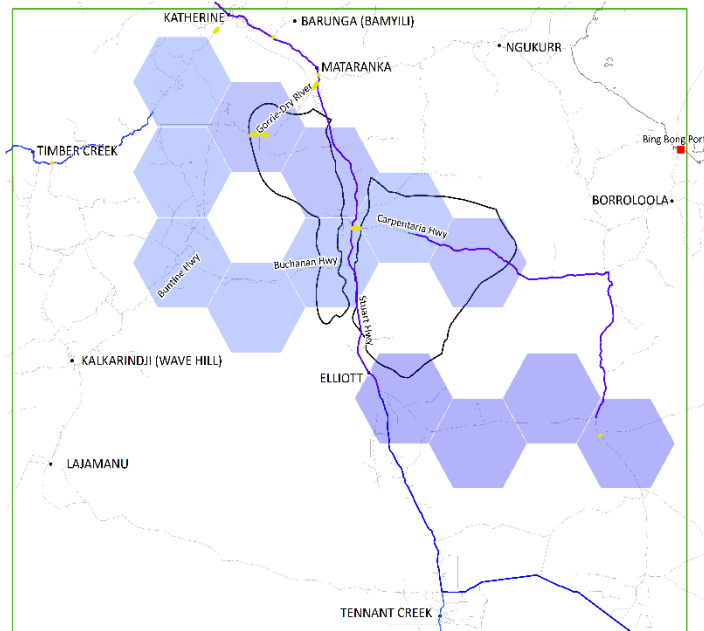 KATHERINE
BARUNGA (BAMYILI)
NGUKURR
MATARANKA
Gorrie-Dry River
Bing Bong Port
TIMBER CREEK
BORROLOOLA
Carpentaria Hwy
Buchanan Hwy
Buntine Hwy
Stuart Hwy
KALKARINDJI (WAVE HILL)
ELLIOTT
LAJAMANU
TENNANT CREEK